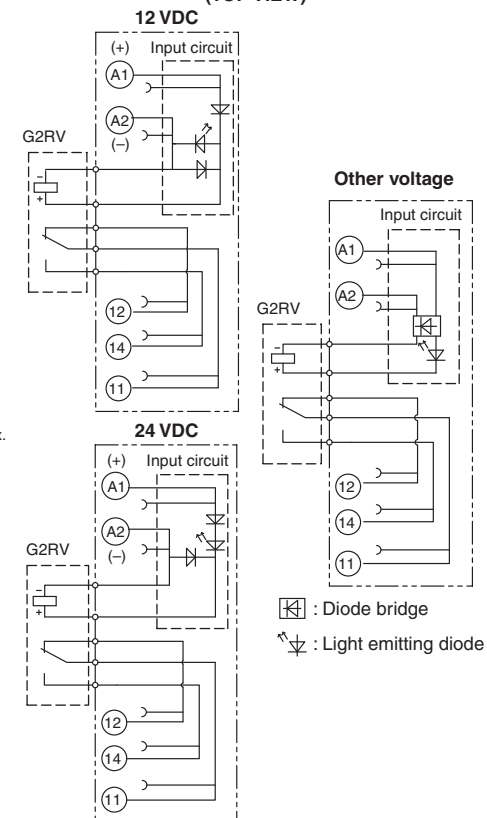 12 VDC
(+) Input circuit
A1
A2
(–)
G2RV
–
+
12
14
11
24 VDC
(+) Input circuit
A1
A2
(–)
G2RV
–
+
12
14
11
Other voltage
Input circuit
A1
A2
G2RV
–
+
12
14
11
: Diode bridge
: Light emitting diode